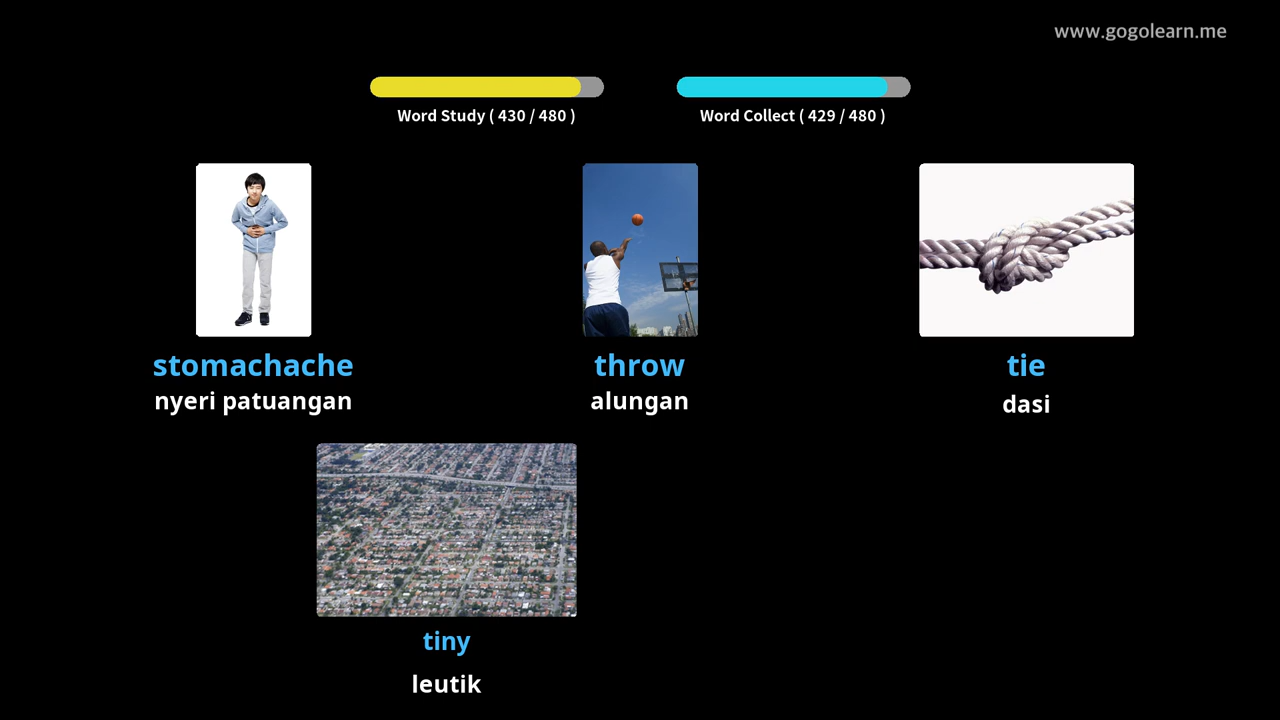 www.gogolearn.me
Word Study ( 430 / 480 )
Word Collect ( 429 / 480 )
stomachache
nyeri patuangan
throw
alungan
tie
dasi
tiny
leutik